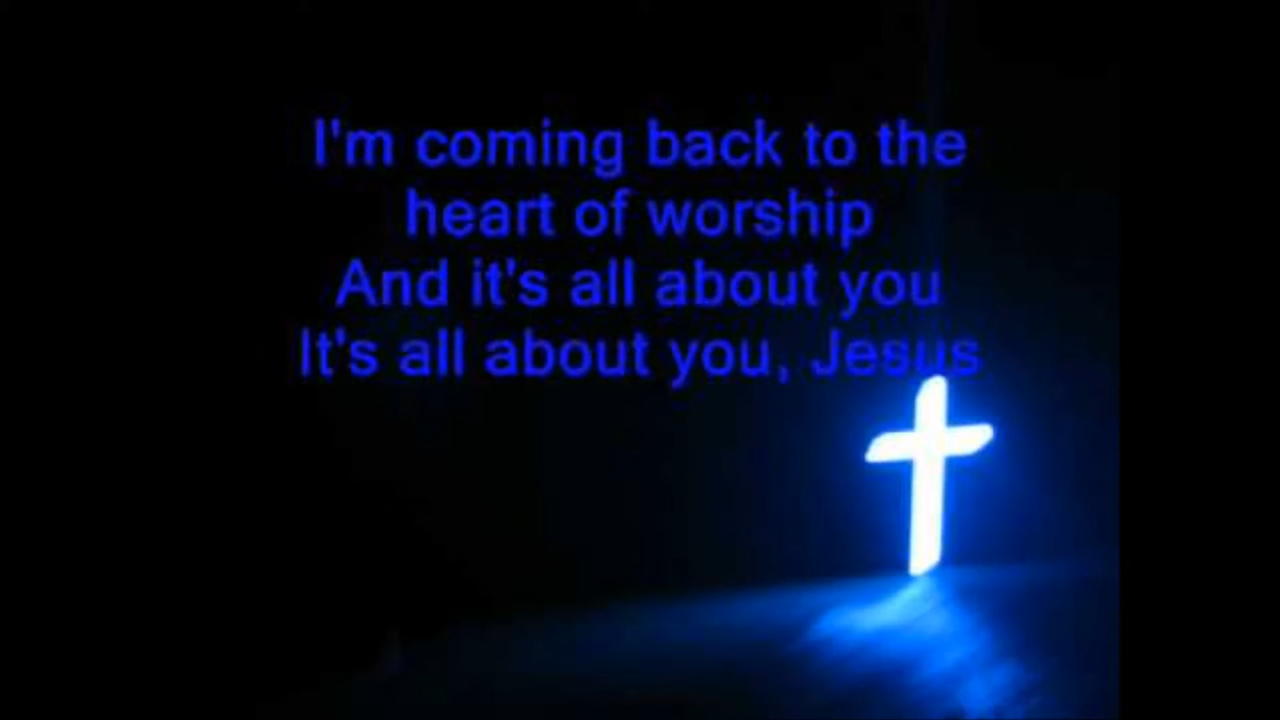 I'm coming back to the
heart of worship
And it's all about you
It's all about you, Jesus